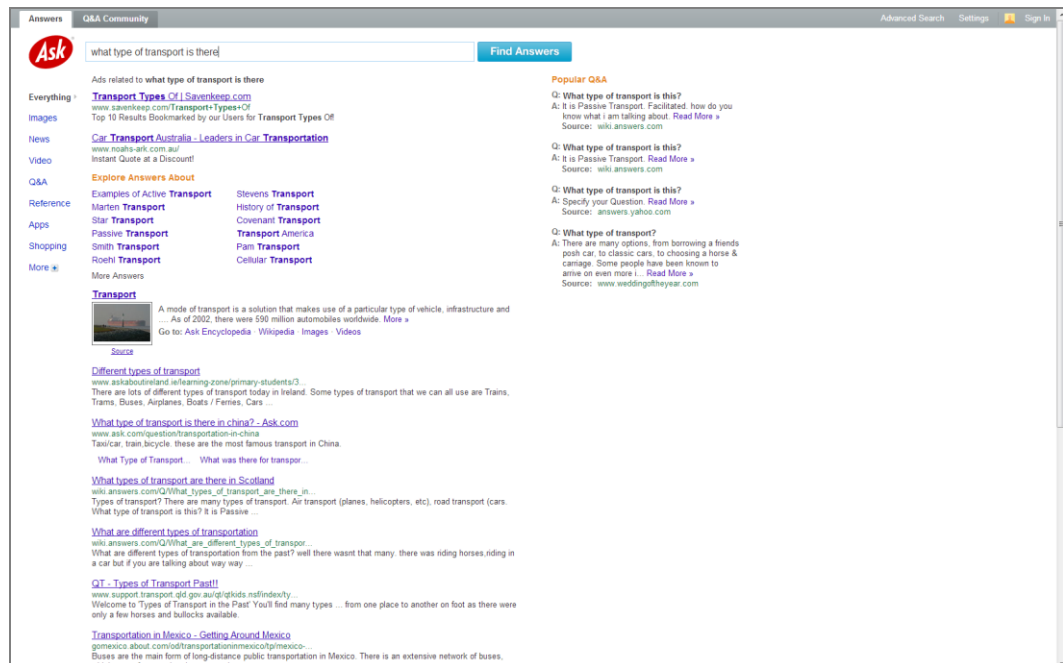 Answers Q&A Community Advanced Search Settings Sign In
Ask
what type of transport is there Find Answers
Ads related to what type of transport is there
Everything
Images
News
Video
Q&A
Reference
Apps
Shopping
More
Transport Types Of | Savenkeep.com
www.savenkeep.com/Transport+Types+Of
Top 10 Results Bookmarked by our Users for Transport Types Of!
Car Transport Australia - Leaders in Car Transportation
www.noahs-ark.com.au/
Instant Quote at a Discount!
Explore Answers About
Examples of Active Transport Stevens Transport
Marten Transport History of Transport
Star Transport Covenant Transport
Passive Transport Transport America
Smith Transport Pam Transport
Roehl Transport Cellular Transport
More Answers
Transport
A mode of transport is a solution that makes use of a particular type of vehicle, infrastructure and
.... As of 2002, there were 590 million automobiles worldwide. More »
Go to: Ask Encyclopedia · Wikipedia · Images · Videos
Source
Different types of transport
www.askaboutireland.ie/learning-zone/primary-students/3...
There are lots of different types of transport today in Ireland. Some types of transport that we can all use are Trains,
Trams, Buses, Airplanes, Boats / Ferries, Cars ...
What type of transport is there in china? - Ask.com
www.ask.com/question/transportation-in-china
Taxi/car, train,bicycle. these are the most famous transport in China.
What Type of Transport... What was there for transpor...
What types of transport are there in Scotland
wiki.answers.com/Q/What_types_of_transport_are_there_in...
Types of transport? There are many types of transport. Air transport (planes, helicopters, etc), road transport (cars.
What type of transport is this? It is Passive ...
What are different types of transportation
wiki.answers.com/Q/What_are_different_types_of_transpor...
What are different types of transportation from the past? well there wasnt that many. there was riding horses,riding in
a car but if you are talking about way way ...
QT - Types of Transport Past!!
www.support.transport.qld.gov.au/qt/qtkids.nsf/index/ty...
Welcome to 'Types of Transport in the Past' You'll find many types ... from one place to another on foot as there were
only a few horses and bullocks available.
Transportation in Mexico - Getting Around Mexico
gomexico.about.com/od/transportationinmexico/tp/mexico-...
Buses are the main form of long-distance public transportation in Mexico. There is an extensive network of buses,
Popular Q&A
Q: What type of transport is this?
A: It is Passive Transport. Facilitated. how do you
know what i am talking about. Read More »
Source: wiki.answers.com
Q: What type of transport is this?
A: It is Passive Transport. Read More »
Source: wiki.answers.com
Q: What type of transport is this?
A: Specify your Question. Read More »
Source: answers.yahoo.com
Q: What type of transport?
A: There are many options, from borrowing a friends
posh car, to classic cars, to choosing a horse &
carriage. Some people have been known to
arrive on even more i... Read More »
Source: www.weddingoftheyear.com